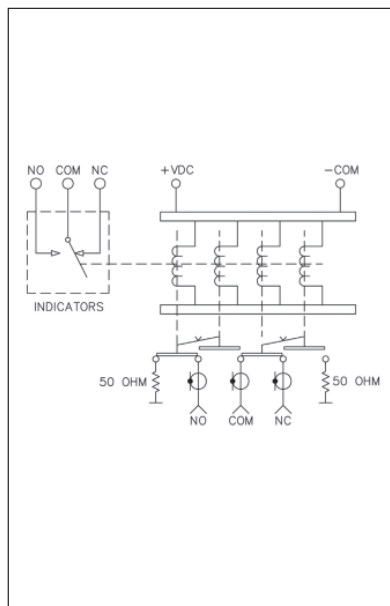 NO COM NC
+VDC
−COM
INDICATORS
50 OHM
50 OHM
NO
COM
NC